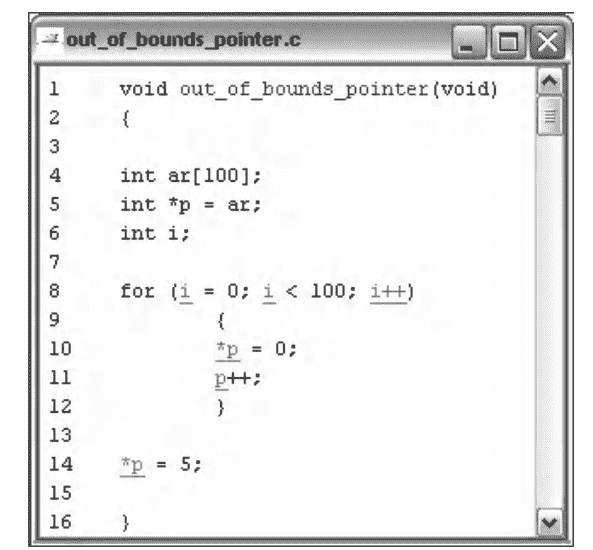 out_of_bounds_pointer.c
1 void out_of_bounds_pointer(void)
2 {
3
4 int ar[100];
5 int *p = ar;
6 int i;
7
8 for (i = 0; i < 100; i++)
9 {
10 *p = 0;
11 p++;
12 }
13
14 *p = 5;
15
16 }